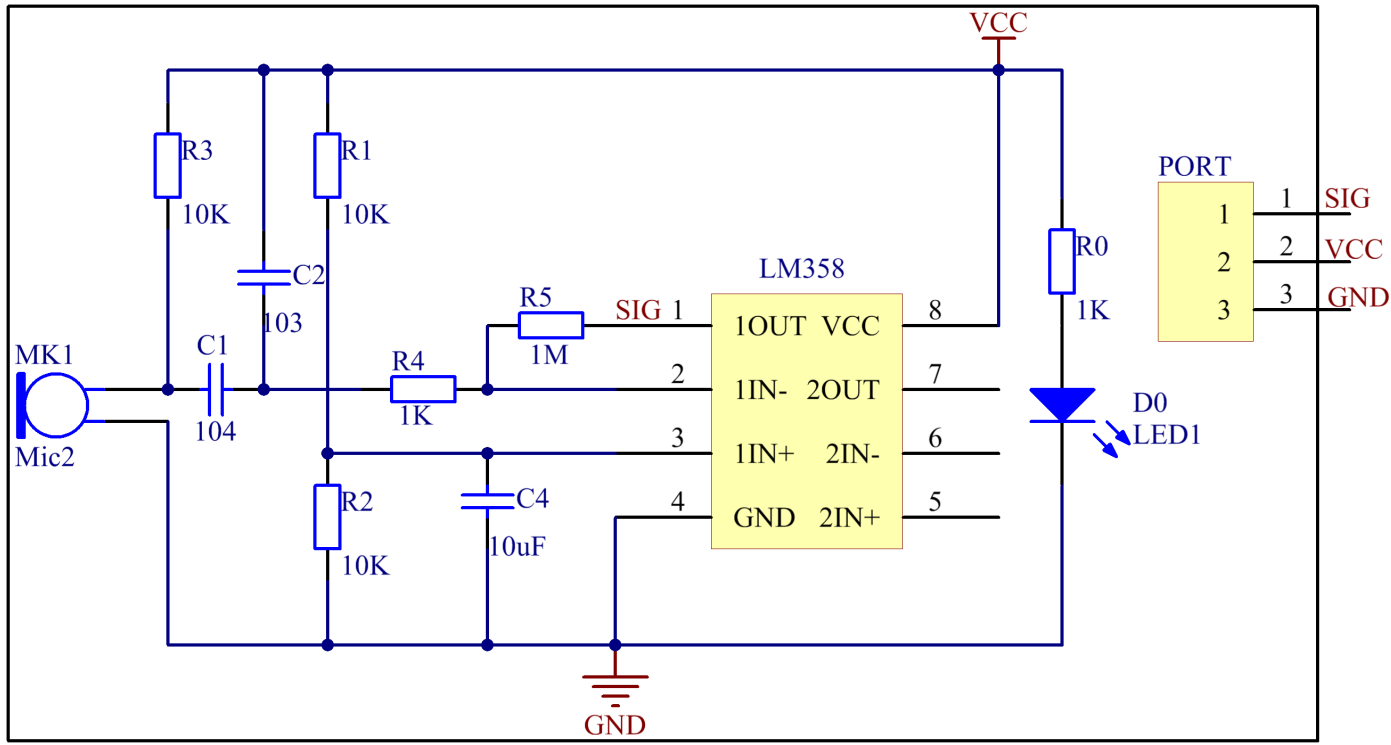 VCC
R3
10K
R1
10K
C2
103
C1
104
MK1
Mic2
R4
1K
R5
1M
SIG 1
2
3
4
LM358
1OUT VCC
1IN- 2OUT
1IN+ 2IN-
GND 2IN+
8
7
6
5
R2
10K
C4
10uF
GND
R0
1K
D0
LED1
PORT
1 1 SIG
2 2 VCC
3 3 GND